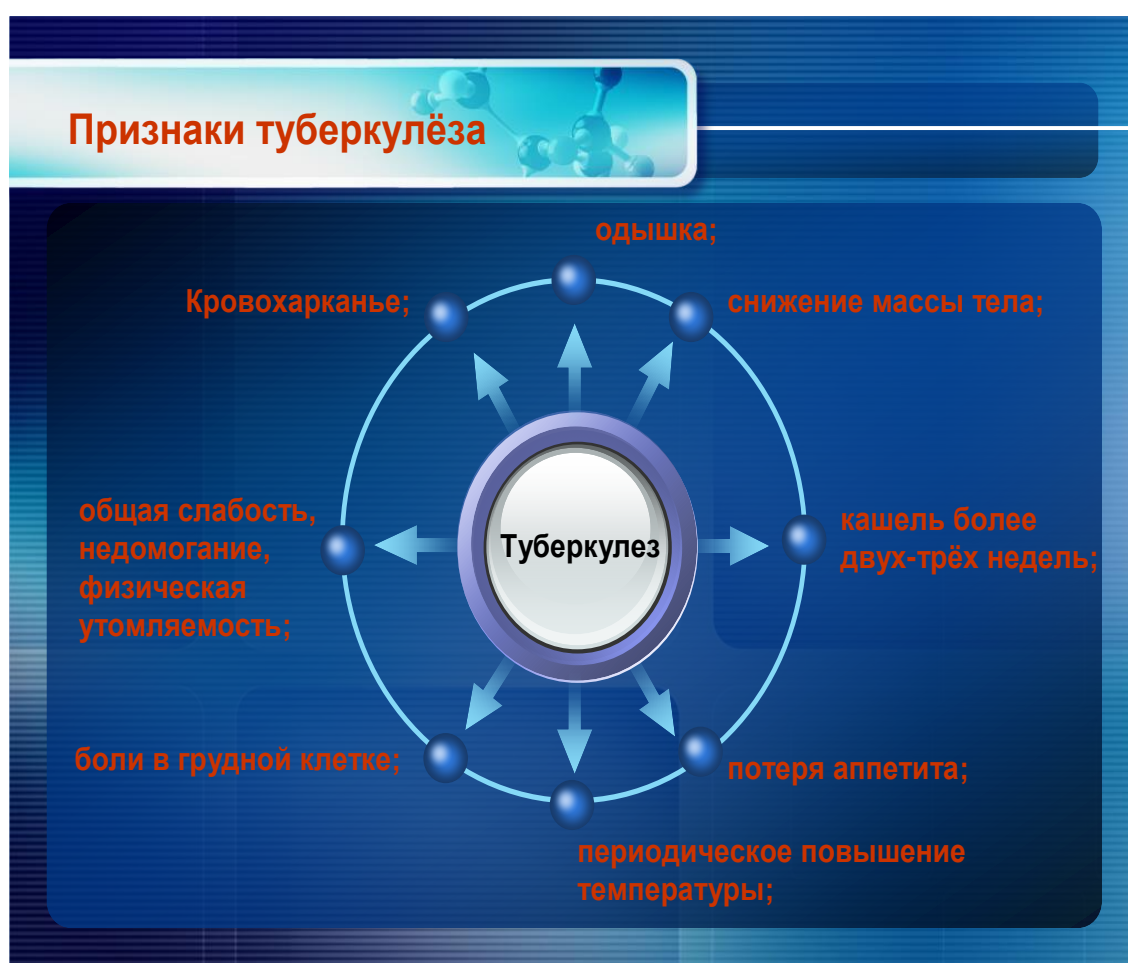 Признаки туберкулёза
одышка;
Кровохарканье;
снижение массы тела;
общая слабость,
недомогание,
физическая
утомляемость;
Туберкулез
кашель более
двух-трёх недель;
боли в грудной клетке;
потеря аппетита;
периодическое повышение
температуры;